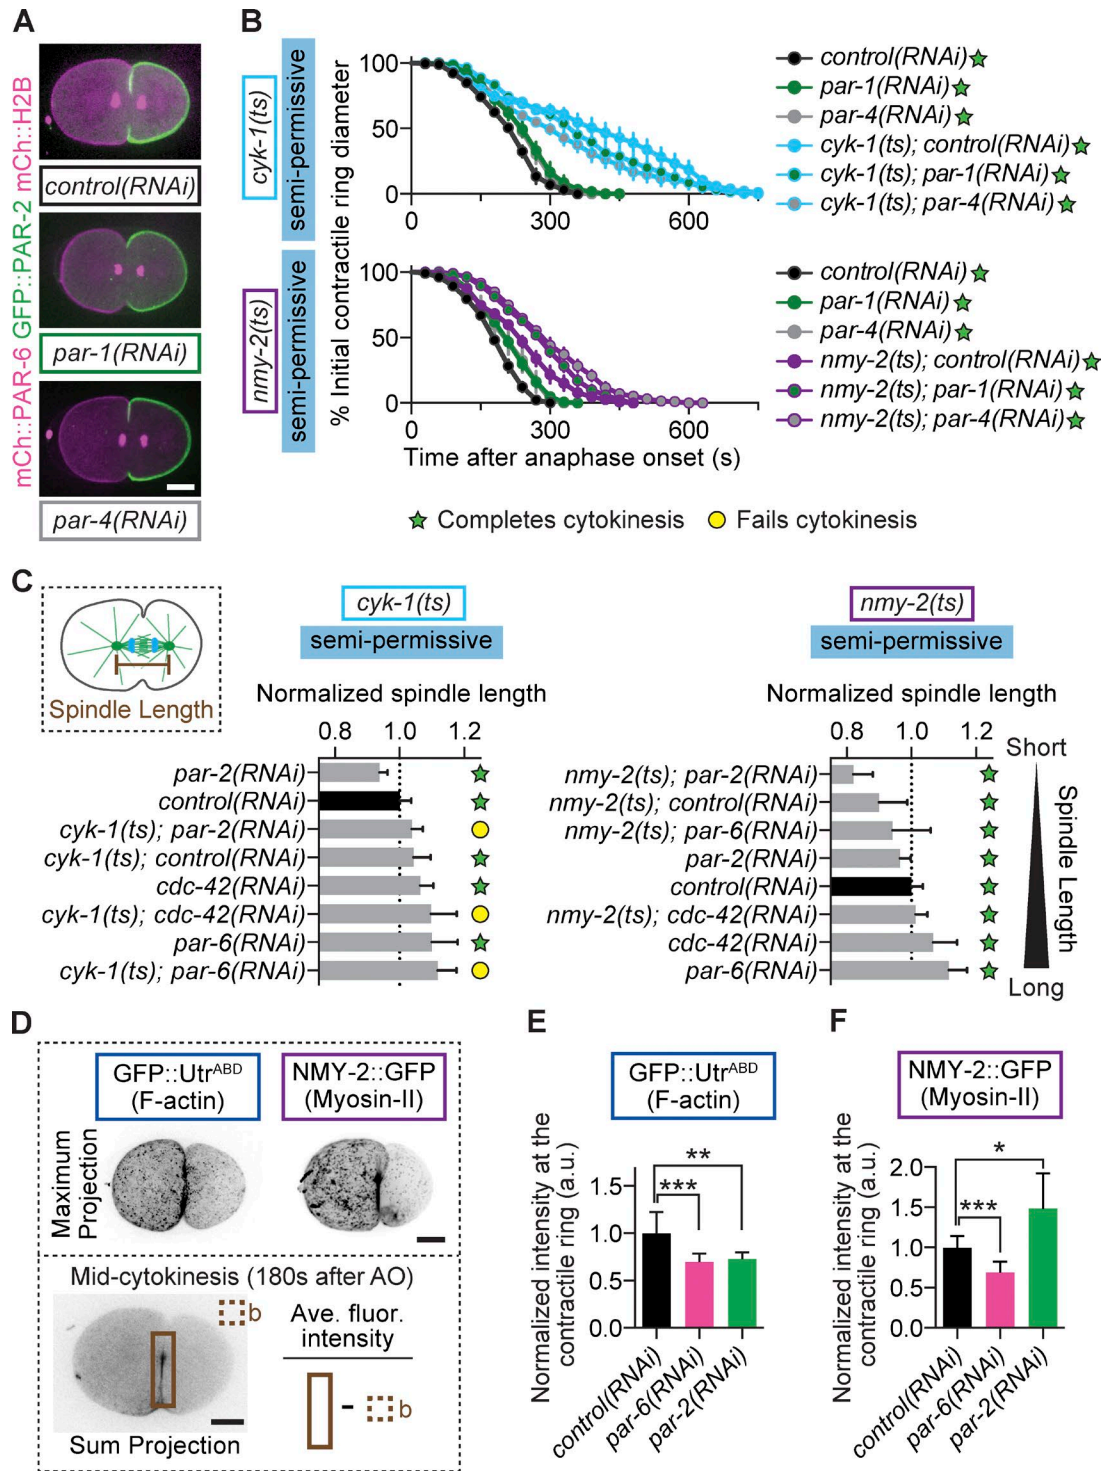 A
mCh::PAR-6 GFP::PAR-2 mCh::H2B
control(RNAi)
par-1(RNAi)
par-4(RNAi)
B
cyk-1(ts)
semi-permissive
nmy-2(ts)
semi-permissive
% Initial contractile ring diameter
100
50
0
0 300 600
control(RNAi)
par-1(RNAi)
par-4(RNAi)
cyk-1(ts); control(RNAi)
cyk-1(ts); par-1(RNAi)
cyk-1(ts); par-4(RNAi)
100
50
0
0 300 600
Time after anaphase onset (s)
control(RNAi)
par-1(RNAi)
par-4(RNAi)
nmy-2(ts); control(RNAi)
nmy-2(ts); par-1(RNAi)
nmy-2(ts); par-4(RNAi)
Completes cytokinesis
Fails cytokinesis
C
Spindle Length
cyk-1(ts)
semi-permissive
Normalized spindle length
0.8 1.0 1.2
par-2(RNAi)
control(RNAi)
cyk-1(ts); par-2(RNAi)
cyk-1(ts); control(RNAi)
cdc-42(RNAi)
cyk-1(ts); cdc-42(RNAi)
par-6(RNAi)
cyk-1(ts); par-6(RNAi)
nmy-2(ts)
semi-permissive
Normalized spindle length
0.8 1.0 1.2
nmy-2(ts); par-2(RNAi)
nmy-2(ts); control(RNAi)
nmy-2(ts); par-6(RNAi)
par-2(RNAi)
control(RNAi)
nmy-2(ts); cdc-42(RNAi)
cdc-42(RNAi)
par-6(RNAi)
Short
Spindle Length
Long
D
GFP::Utr^ABD
(F-actin)
NMY-2::GFP
(Myosin-II)
Maximum
Projection
Mid-cytokinesis (180s after AO)
b
Sum Projection
Ave. fluor.
intensity
- b
E
GFP::Utr^ABD
(F-actin)
Normalized intensity at the
contractile ring (a.u.)
1.5
1.0
0.5
0.0
**
***
control(RNAi)
par-6(RNAi)
par-2(RNAi)
F
NMY-2::GFP
(Myosin-II)
Normalized intensity at the
contractile ring (a.u.)
2.0
1.5
1.0
0.5
0.0
*
***
control(RNAi)
par-6(RNAi)
par-2(RNAi)